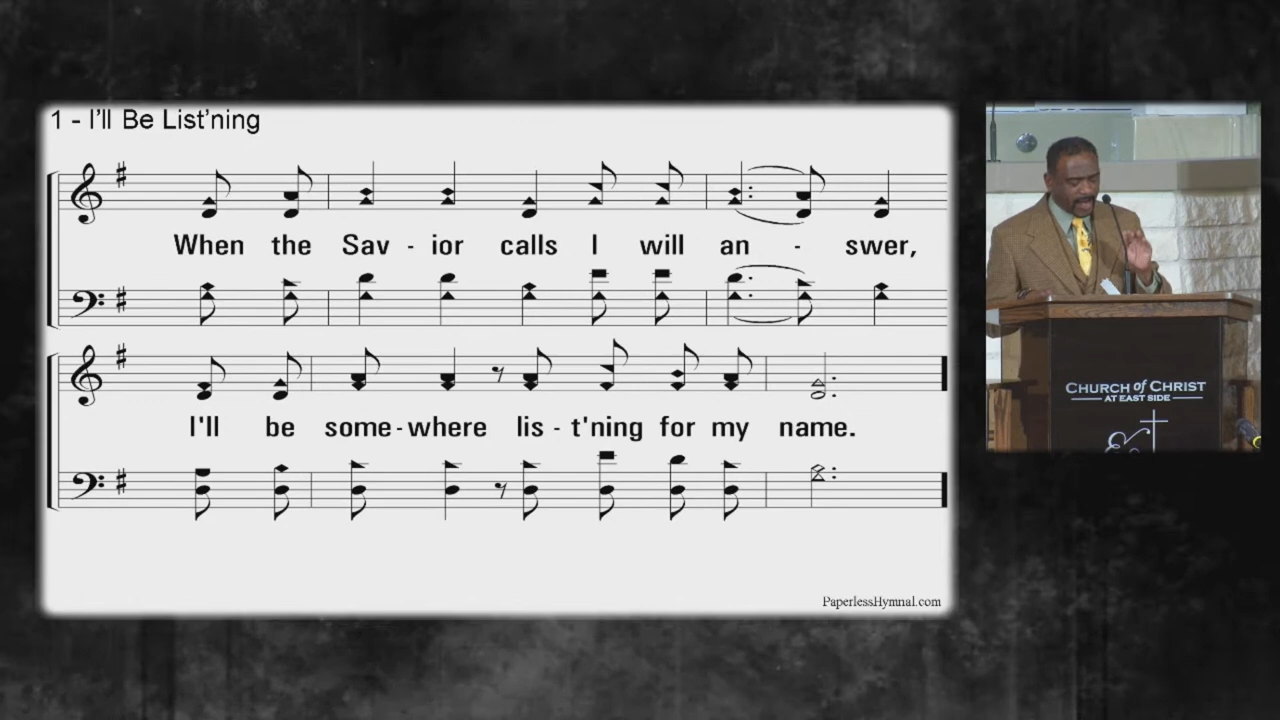 1 - I'll Be List'ning
When the Sav - ior calls I will an - swer,
I'll be some - where lis - t'ning for my name.
PaperlessHymnal.com
CHURCH of CHRIST
AT EAST SIDE